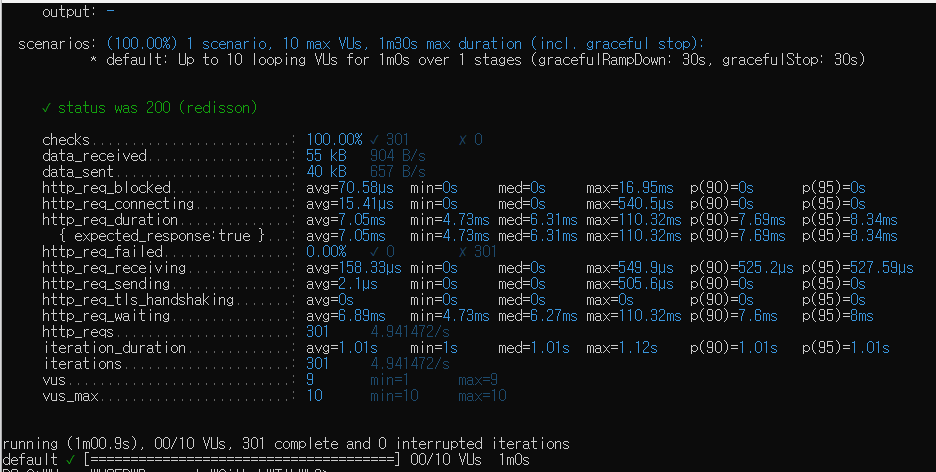 output: -
scenarios: (100.00%) 1 scenario, 10 max VUs, 1m30s max duration (incl. graceful stop):
* default: Up to 10 looping VUs for 1m0s over 1 stages (gracefulRampDown: 30s, gracefulStop: 30s)
✓ status was 200 (redisson)
checks.........................: 100.00% ✓ 301 ✗ 0
data_received..................: 55 kB 904 B/s
data_sent......................: 40 kB 657 B/s
http_req_blocked...............: avg=70.58µs min=0s med=0s max=16.95ms p(90)=0s p(95)=0s
http_req_connecting............: avg=15.41µs min=0s med=0s max=540.5µs p(90)=0s p(95)=0s
http_req_duration..............: avg=7.05ms min=4.73ms med=6.31ms max=110.32ms p(90)=7.69ms p(95)=8.34ms
{ expected_response:true }...: avg=7.05ms min=4.73ms med=6.31ms max=110.32ms p(90)=7.69ms p(95)=8.34ms
http_req_failed................: 0.00% ✓ 0 ✗ 301
http_req_receiving.............: avg=158.33µs min=0s med=0s max=549.9µs p(90)=525.2µs p(95)=527.59µs
http_req_sending...............: avg=2.1µs min=0s med=0s max=505.6µs p(90)=0s p(95)=0s
http_req_tls_handshaking.......: avg=0s min=0s med=0s max=0s p(90)=0s p(95)=0s
http_req_waiting...............: avg=6.89ms min=4.73ms med=6.27ms max=110.32ms p(90)=7.6ms p(95)=8ms
http_reqs......................: 301 4.941472/s
iteration_duration.............: avg=1.01s min=1s med=1.01s max=1.12s p(90)=1.01s p(95)=1.01s
iterations.....................: 301 4.941472/s
vus............................: 9 min=1 max=9
vus_max........................: 10 min=10 max=10
running (1m00.9s), 00/10 VUs, 301 complete and 0 interrupted iterations
default ✓ [======================================] 00/10 VUs 1m0s